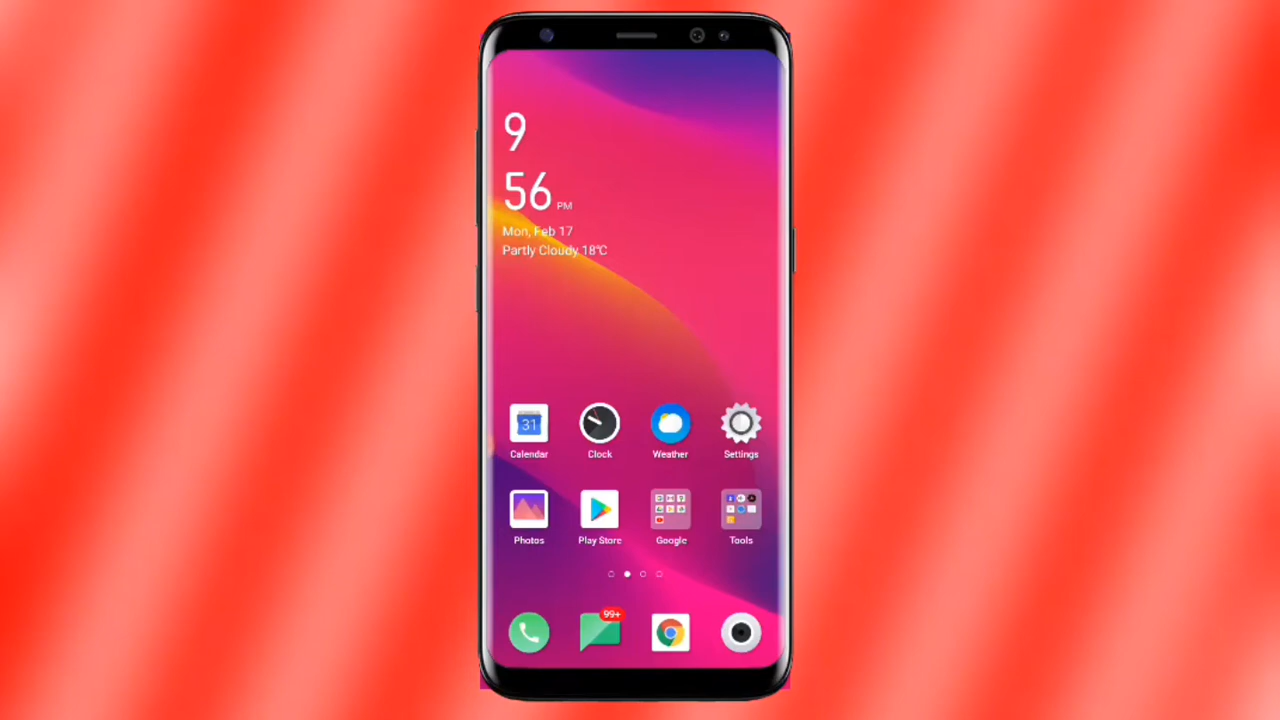 9
56 PM
Mon, Feb 17
Partly Cloudy 18°C
31
Calendar Clock Weather Settings
Photos Play Store Google Tools
99+